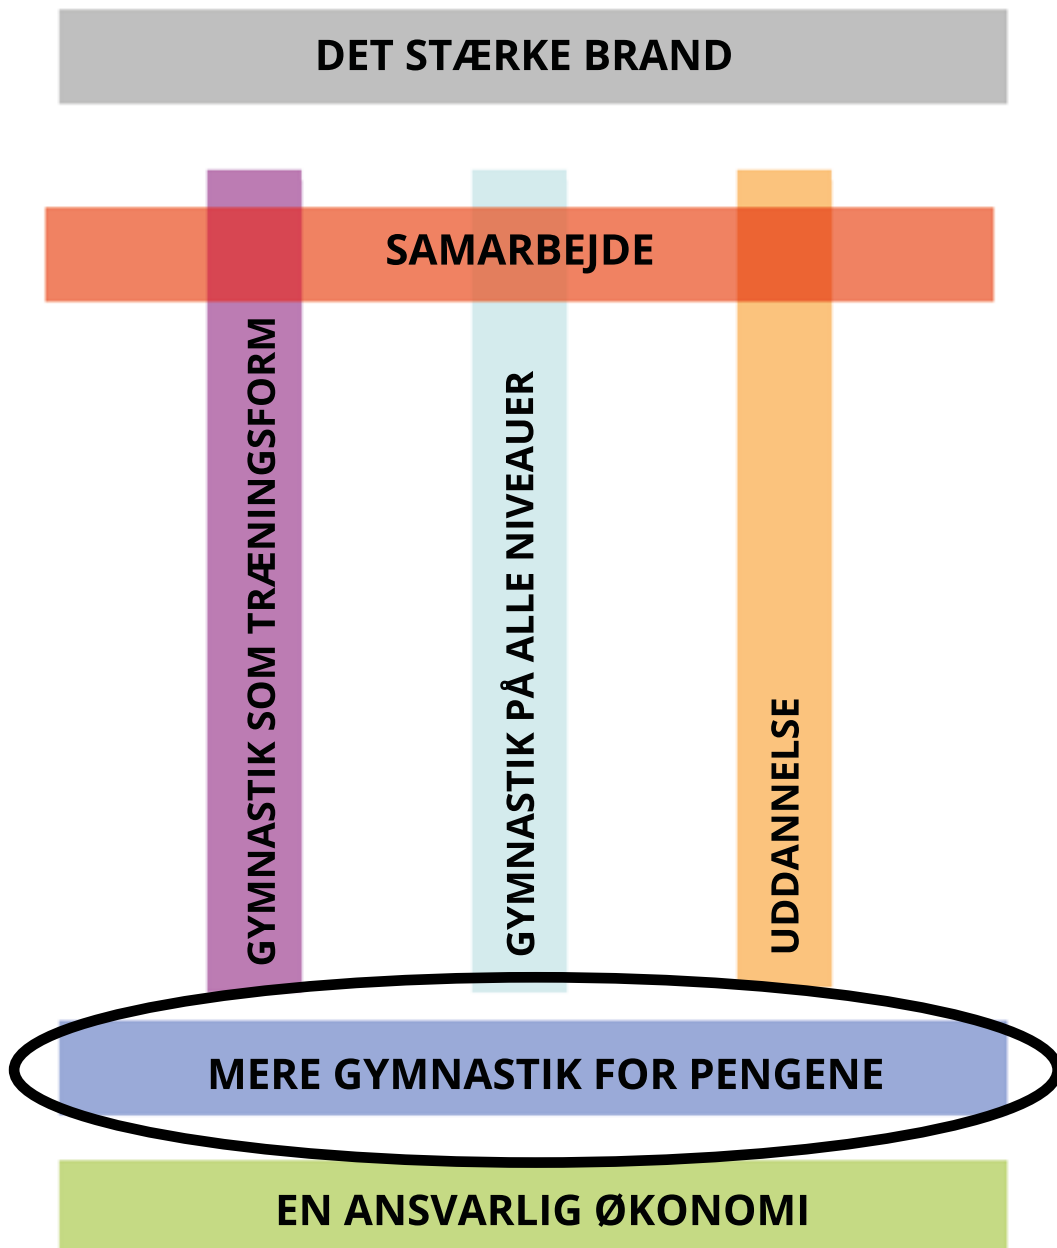 DET STÆRKE BRAND
SAMARBEJDE
GYMNASTIK SOM TRÆNINGSFORM
GYMNASTIK PÅ ALLE NIVEAUER
UDDANNELSE
MERE GYMNASTIK FOR PENGENE
EN ANSVARLIG ØKONOMI